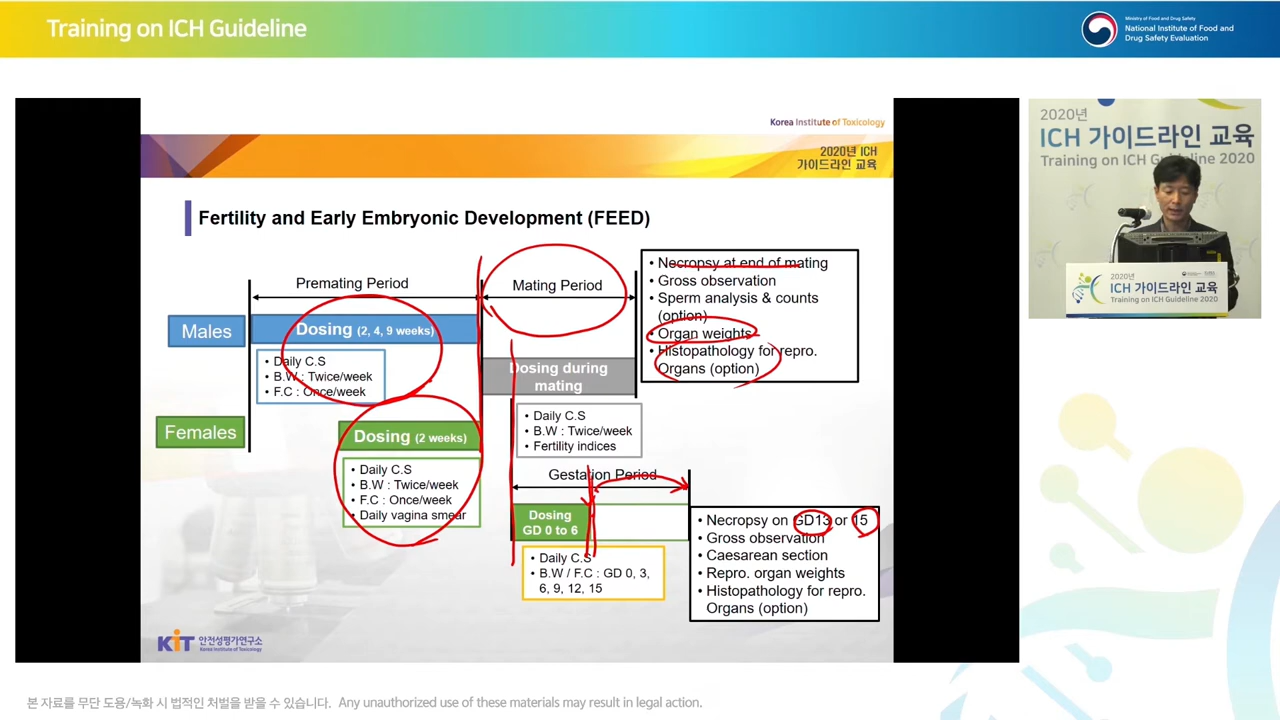 Training on ICH Guideline
Ministry of Food and Drug Safety
National Institute of Food and
Drug Safety Evaluation
Korea Institute of Toxicology
2020년 ICH
가이드라인 교육
Fertility and Early Embryonic Development (FEED)
Premating Period
Mating Period
Males
Dosing (2, 4, 9 weeks)
• Daily C.S
• B.W : Twice/week
• F.C : Once/week
• Necropsy at end of mating
• Gross observation
• Sperm analysis & counts
(option)
• Organ weights
• Histopathology for repro.
Organs (option)
Dosing during
mating
• Daily C.S
• B.W : Twice/week
• Fertility indices
Females
Dosing (2 weeks)
• Daily C.S
• B.W : Twice/week
• F.C : Once/week
• Daily vagina smear
Gestation Period
Dosing
GD 0 to 6
• Daily C.S
• B.W / F.C : GD 0, 3,
6, 9, 12, 15
• Necropsy on GD13 or 15
• Gross observation
• Caesarean section
• Repro. organ weights
• Histopathology for repro.
Organs (option)
KIT 안전성평가연구소
Korea Institute of Toxicology
2020년
ICH 가이드라인 교육
Training on ICH Guideline 2020
2020년
ICH 가이드라인 교육
Training on ICH Guideline 2020
본 자료를 무단 도용/녹화 시 법적인 처벌을 받을 수 있습니다. Any unauthorized use of these materials may result in legal action.